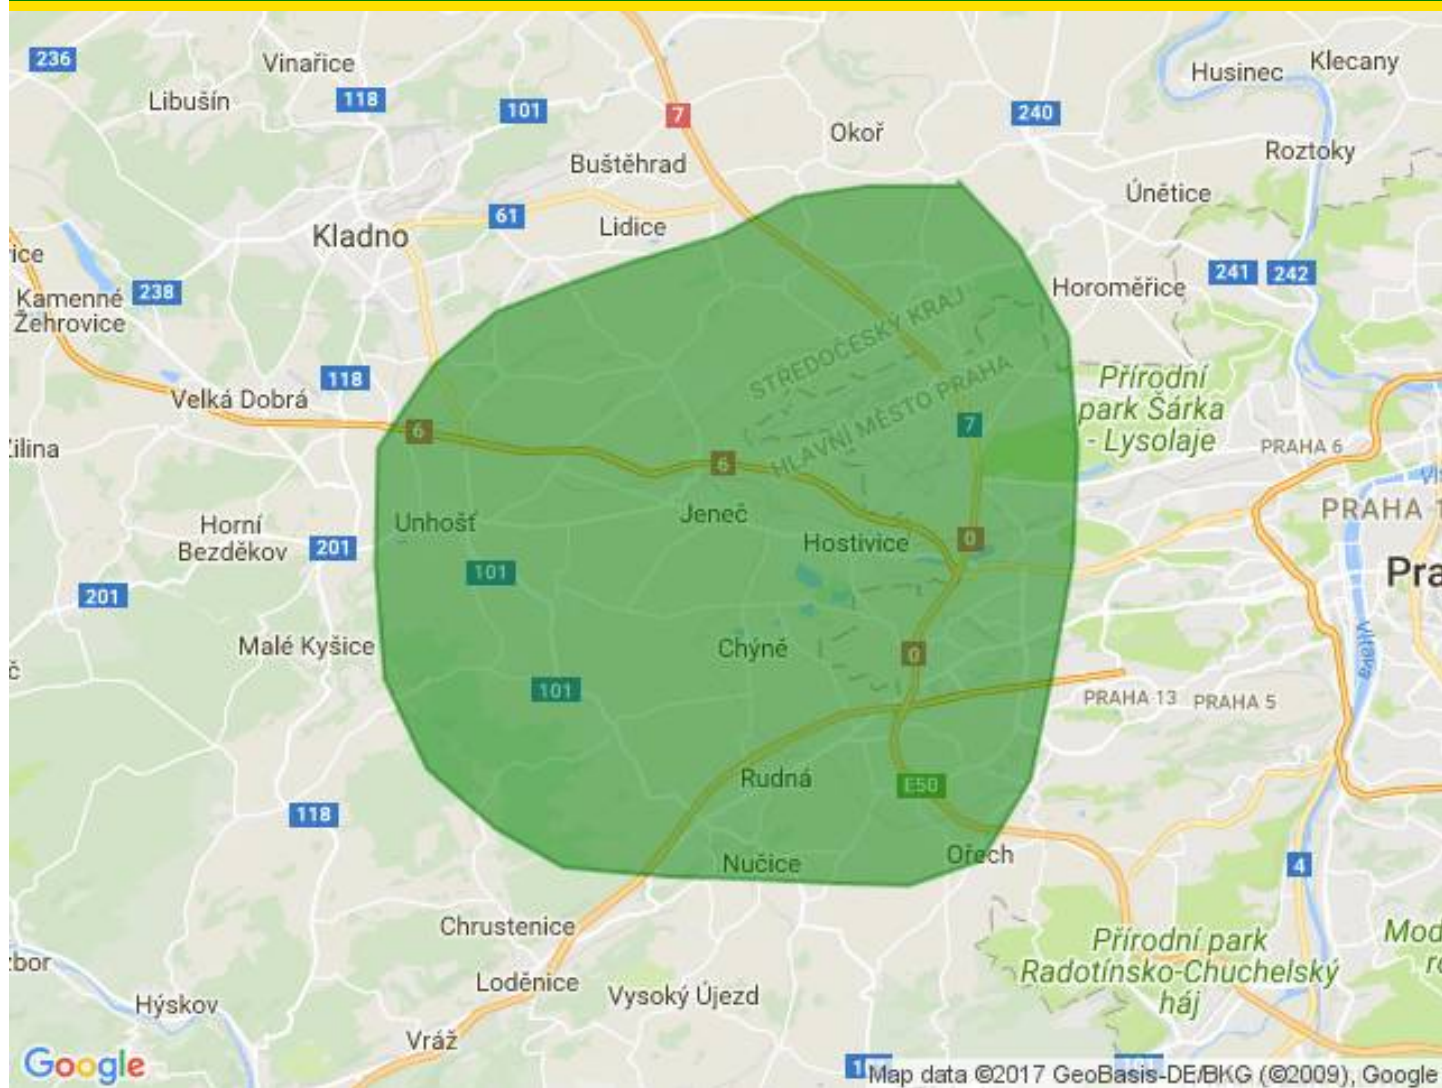 236
Vinařice
Klecany
Husinec
Libušín
118
101
7
240
Okoř
Roztoky
Buštěhrad
Únětice
61
Lidice
Kladno
241
242
Horoměřice
Kamenné
Žehrovice
238
STŘEDOČESKÝ KRAJ
HLAVNÍ MĚSTO PRAHA
118
Velká Dobrá
Přírodní
park Šárka
- Lysolaje
6
7
PRAHA 6
6
PRAHA 1
Unhošť
Jeneč
Horní
Bezděkov
201
Hostivice
0
101
Pra
201
Malé Kyšice
Chýně
0
Vltava
101
PRAHA 13
PRAHA 5
Rudná
E50
118
Nučice
Ořech
4
Chrustenice
Přírodní park
Radotínsko-Chuchelský
háj
Loděnice
Vysoký Újezd
Hýskov
Vráž
Google
Map data ©2017 GeoBasis-DE/BKG (©2009), Google